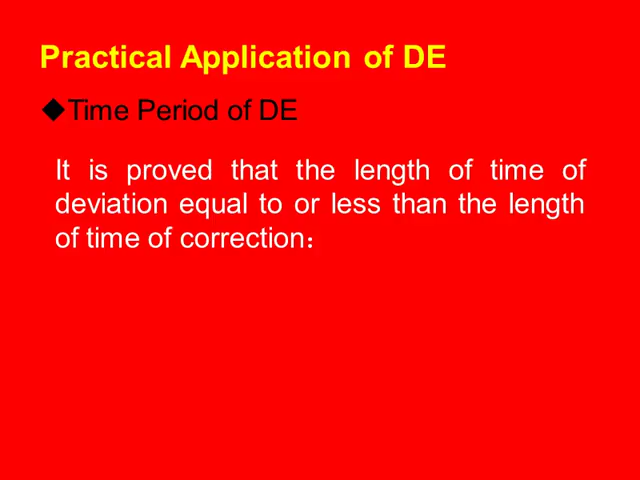 Practical Application of DE
◆Time Period of DE
It is proved that the length of time of
deviation equal to or less than the length
of time of correction：